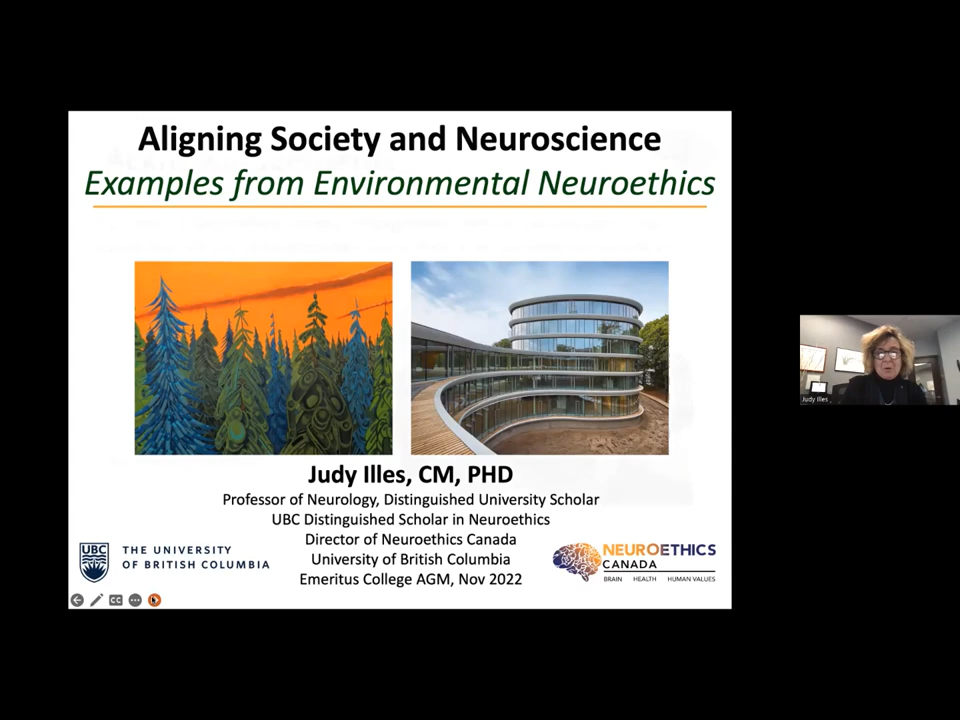 Aligning Society and Neuroscience
Examples from Environmental Neuroethics
Judy Illes, CM, PHD
Professor of Neurology, Distinguished University Scholar
UBC Distinguished Scholar in Neuroethics
Director of Neuroethics Canada
University of British Columbia
Emeritus College AGM, Nov 2022
UBC
THE UNIVERSITY
OF BRITISH COLUMBIA
NEUROETHICS
CANADA
BRAIN HEALTH HUMAN VALUES
CC
Judy Illes